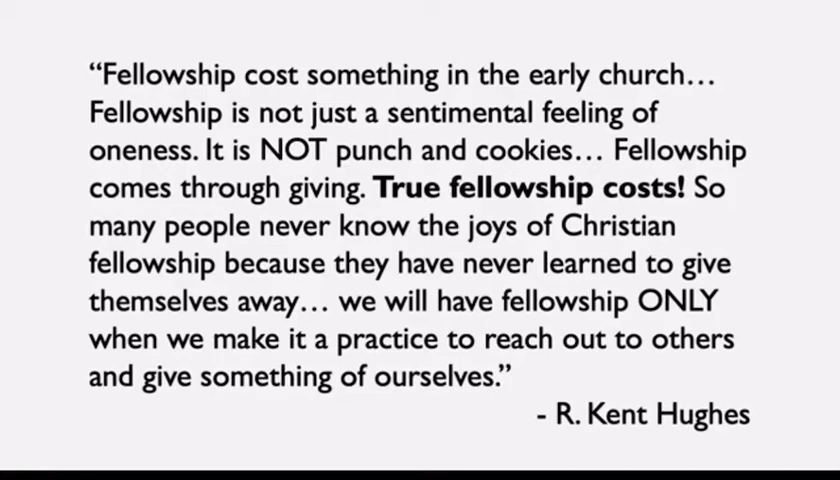 “Fellowship cost something in the early church…
Fellowship is not just a sentimental feeling of
oneness. It is NOT punch and cookies… Fellowship
comes through giving. True fellowship costs! So
many people never know the joys of Christian
fellowship because they have never learned to give
themselves away… we will have fellowship ONLY
when we make it a practice to reach out to others
and give something of ourselves.”
- R. Kent Hughes